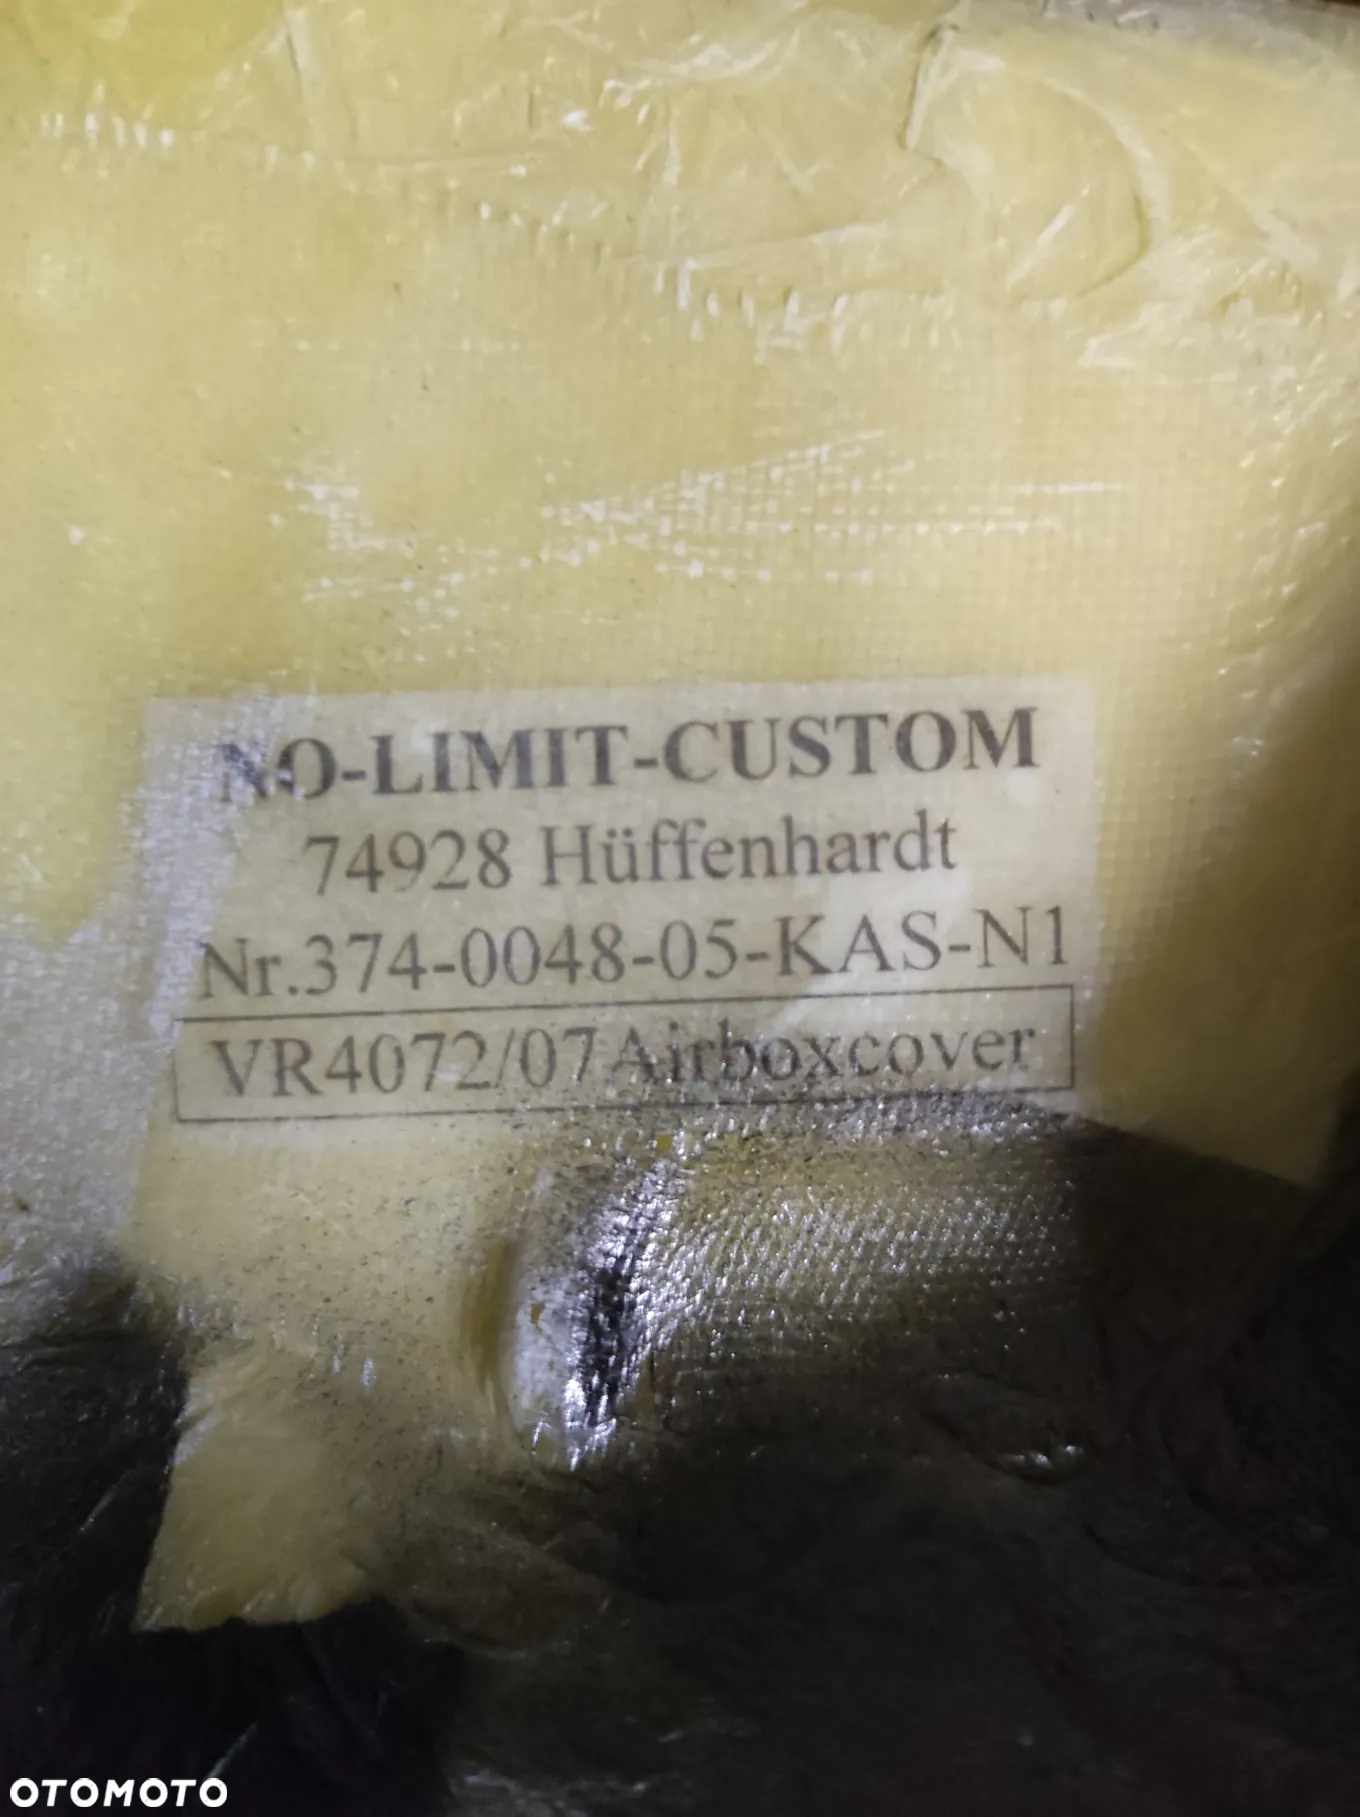 NO-LIMIT-CUSTOM
74928 Hüffenhardt
Nr.374-0048-05-KAS-N1
VR4072/07 Airboxcover
OTOMOTO